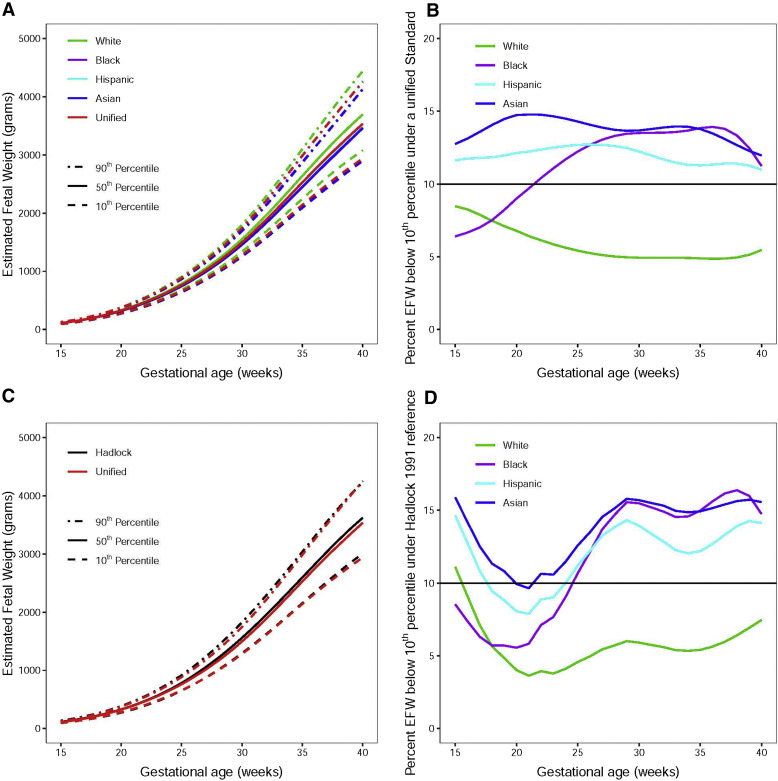 A
Estimated Fetal Weight (grams)
5000
4000
3000
2000
1000
0
White
Black
Hispanic
Asian
Unified
90th Percentile
50th Percentile
10th Percentile
15 20 25 30 35 40
Gestational age (weeks)
B
Percent EFW below 10th percentile under a unified Standard
20
15
10
5
0
White
Black
Hispanic
Asian
15 20 25 30 35 40
Gestational age (weeks)
C
Estimated Fetal Weight (grams)
5000
4000
3000
2000
1000
0
Hadlock
Unified
90th Percentile
50th Percentile
10th Percentile
15 20 25 30 35 40
Gestational age (weeks)
D
Percent EFW below 10th percentile under Hadlock 1991 reference
20
15
10
5
0
White
Black
Hispanic
Asian
15 20 25 30 35 40
Gestational age (weeks)